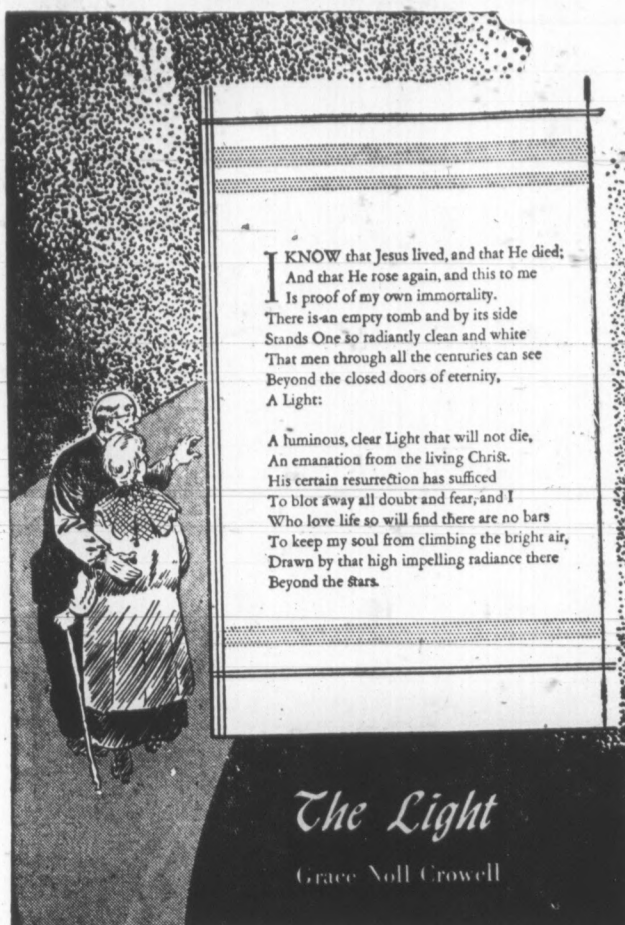 I KNOW that Jesus lived, and that He died;
And that He rose again, and this to me
Is proof of my own immortality.
There is an empty tomb and by its side
Stands One so radiantly clean and white
That men through all the centuries can see
Beyond the closed doors of eternity,
A Light:
A luminous, clear Light that will not die,
An emanation from the living Christ.
His certain resurrection has sufficed
To blot away all doubt and fear, and I
Who love life so will find there are no bars
To keep my soul from climbing the bright air,
Drawn by that high impelling radiance there
Beyond the stars.
The Light
Grace Noll Crowell